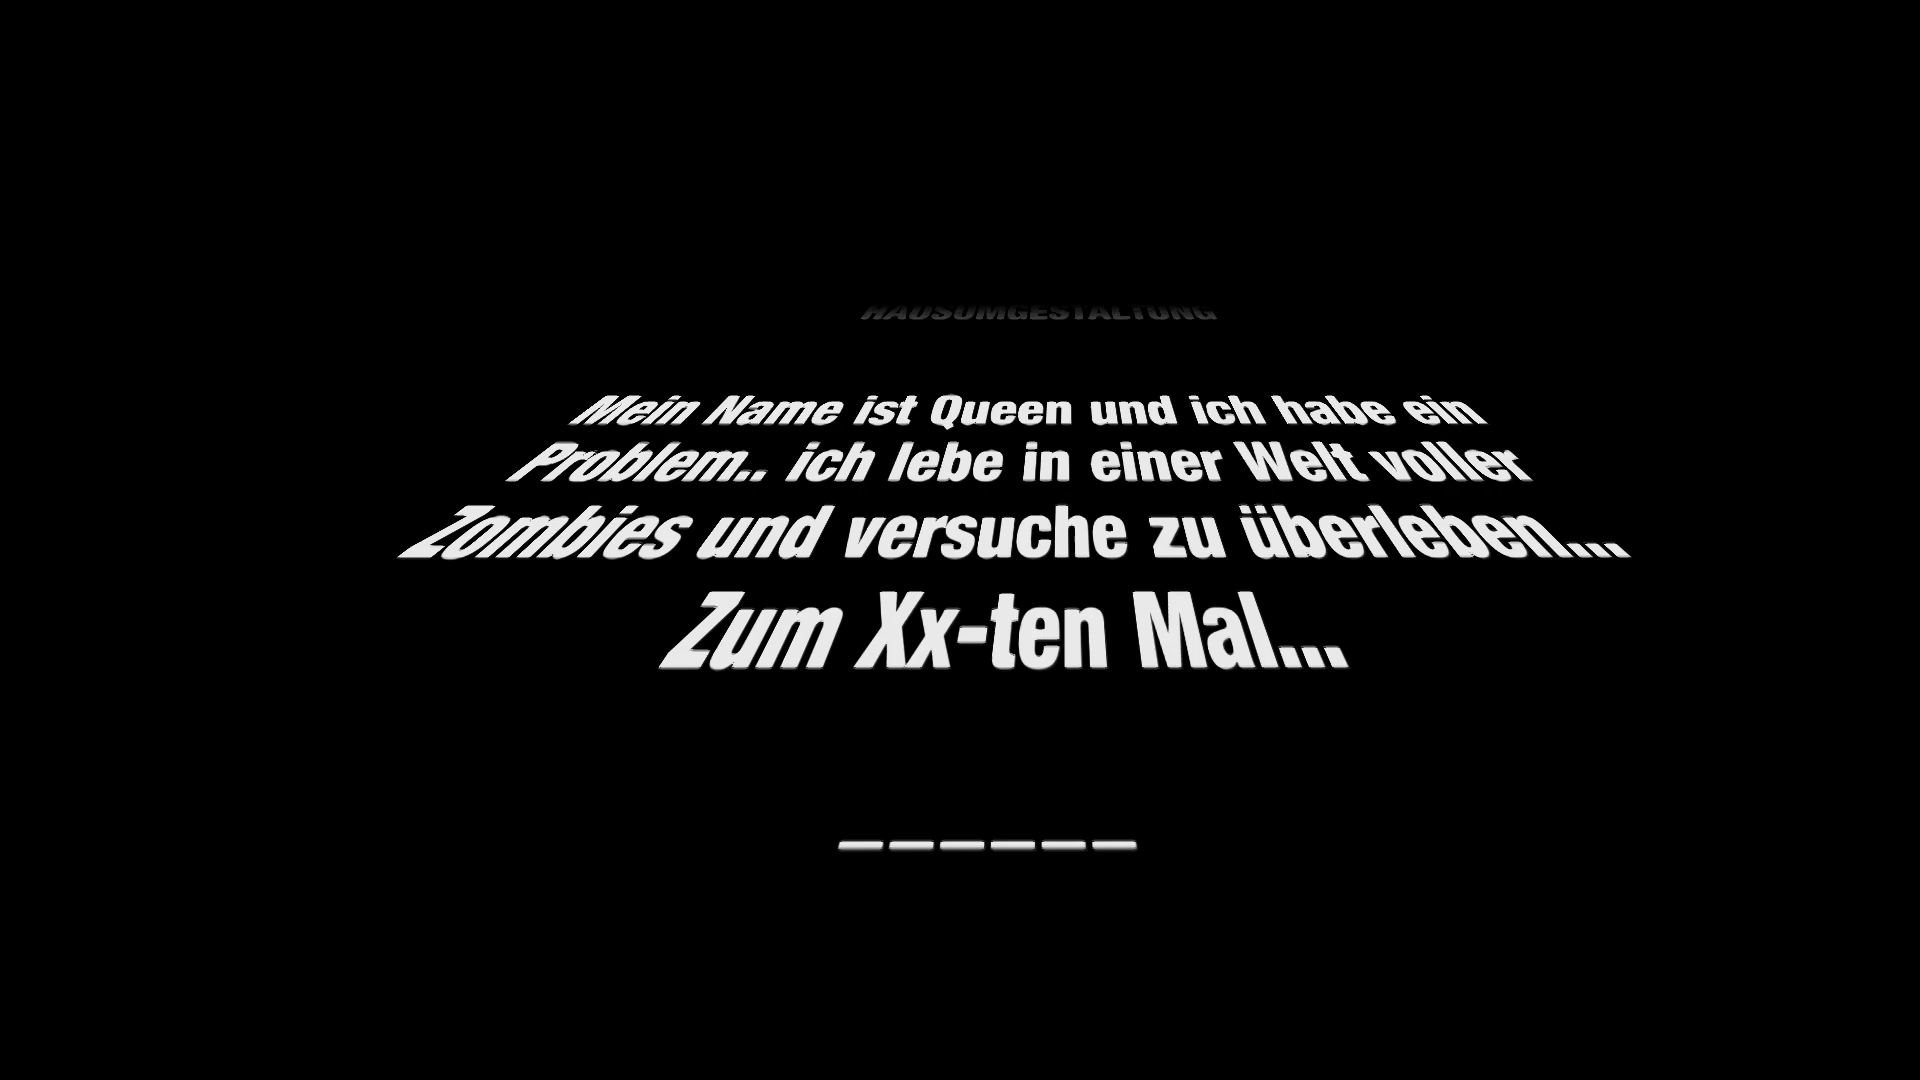 HAUSUMGESTALTUNG
Mein Name ist Queen und ich habe ein
Problem.. ich lebe in einer Welt voller
Zombies und versuche zu überleben...
Zum Xx-ten Mal...
______